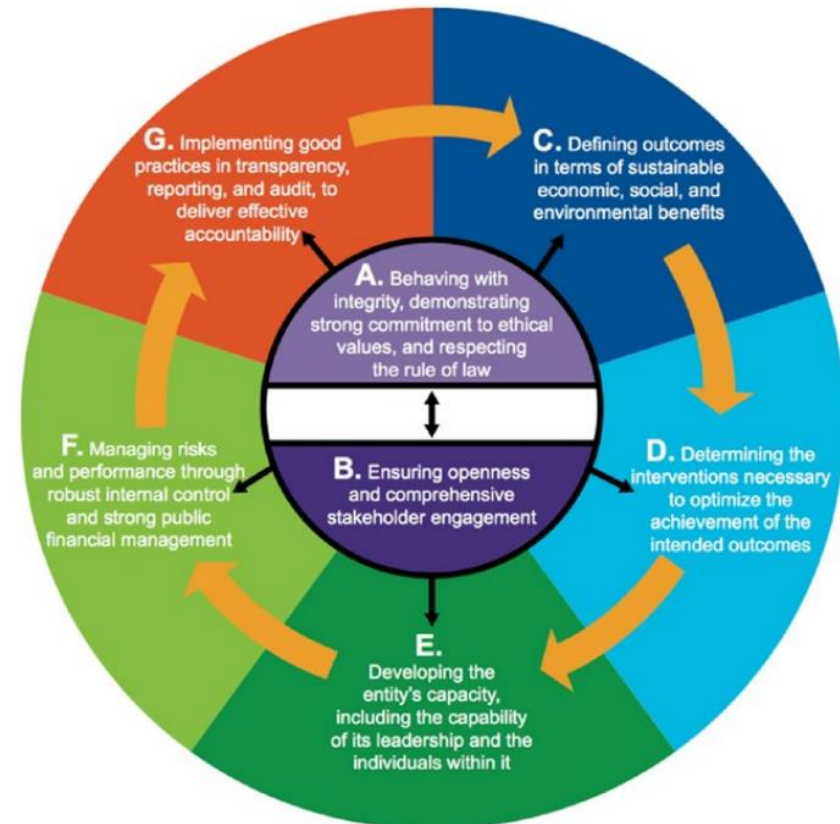 G. Implementing good
practices in transparency,
reporting, and audit, to
deliver effective
accountability
C. Defining outcomes
in terms of sustainable
economic, social, and
environmental benefits
A. Behaving with
integrity, demonstrating
strong commitment to ethical
values, and respecting
the rule of law
F. Managing risks
and performance through
robust internal control
and strong public
financial management
B. Ensuring openness
and comprehensive
stakeholder engagement
D. Determining the
interventions necessary
to optimize the
achievement of the
intended outcomes
E.
Developing the
entity's capacity,
including the capability
of its leadership and the
individuals within it